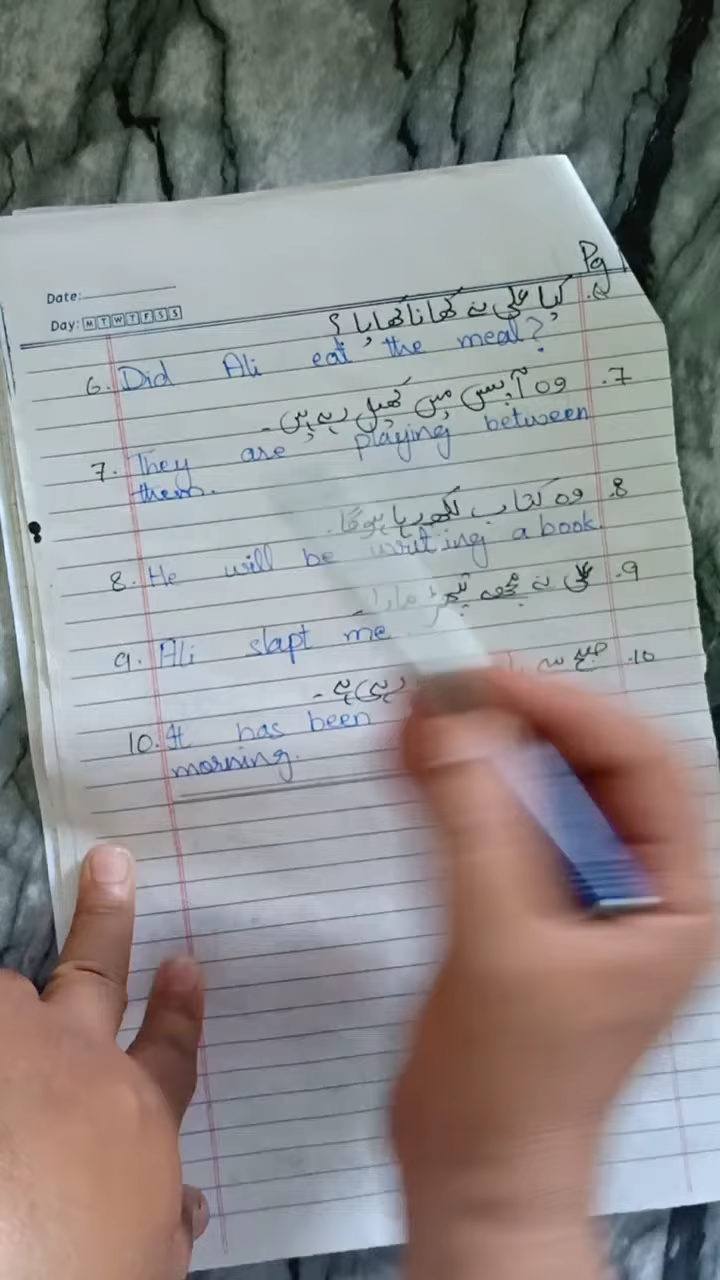 Pg
Date:
Day: M T W T F S S
۶. کیا علی نے کھانا کھایا ؟
6. Did Ali eat the meal?
7. وہ آپس میں کھیل رہے ہیں۔
7. They are playing between
them.
8. وہ کتاب لکھ رہا ہوگا۔
8. He will be writing a book.
9. علی نے مجھے تھپڑ مارا۔
9. Ali slapt me.
10. صبح سے
رہی ہے۔
10. It has been
morning.